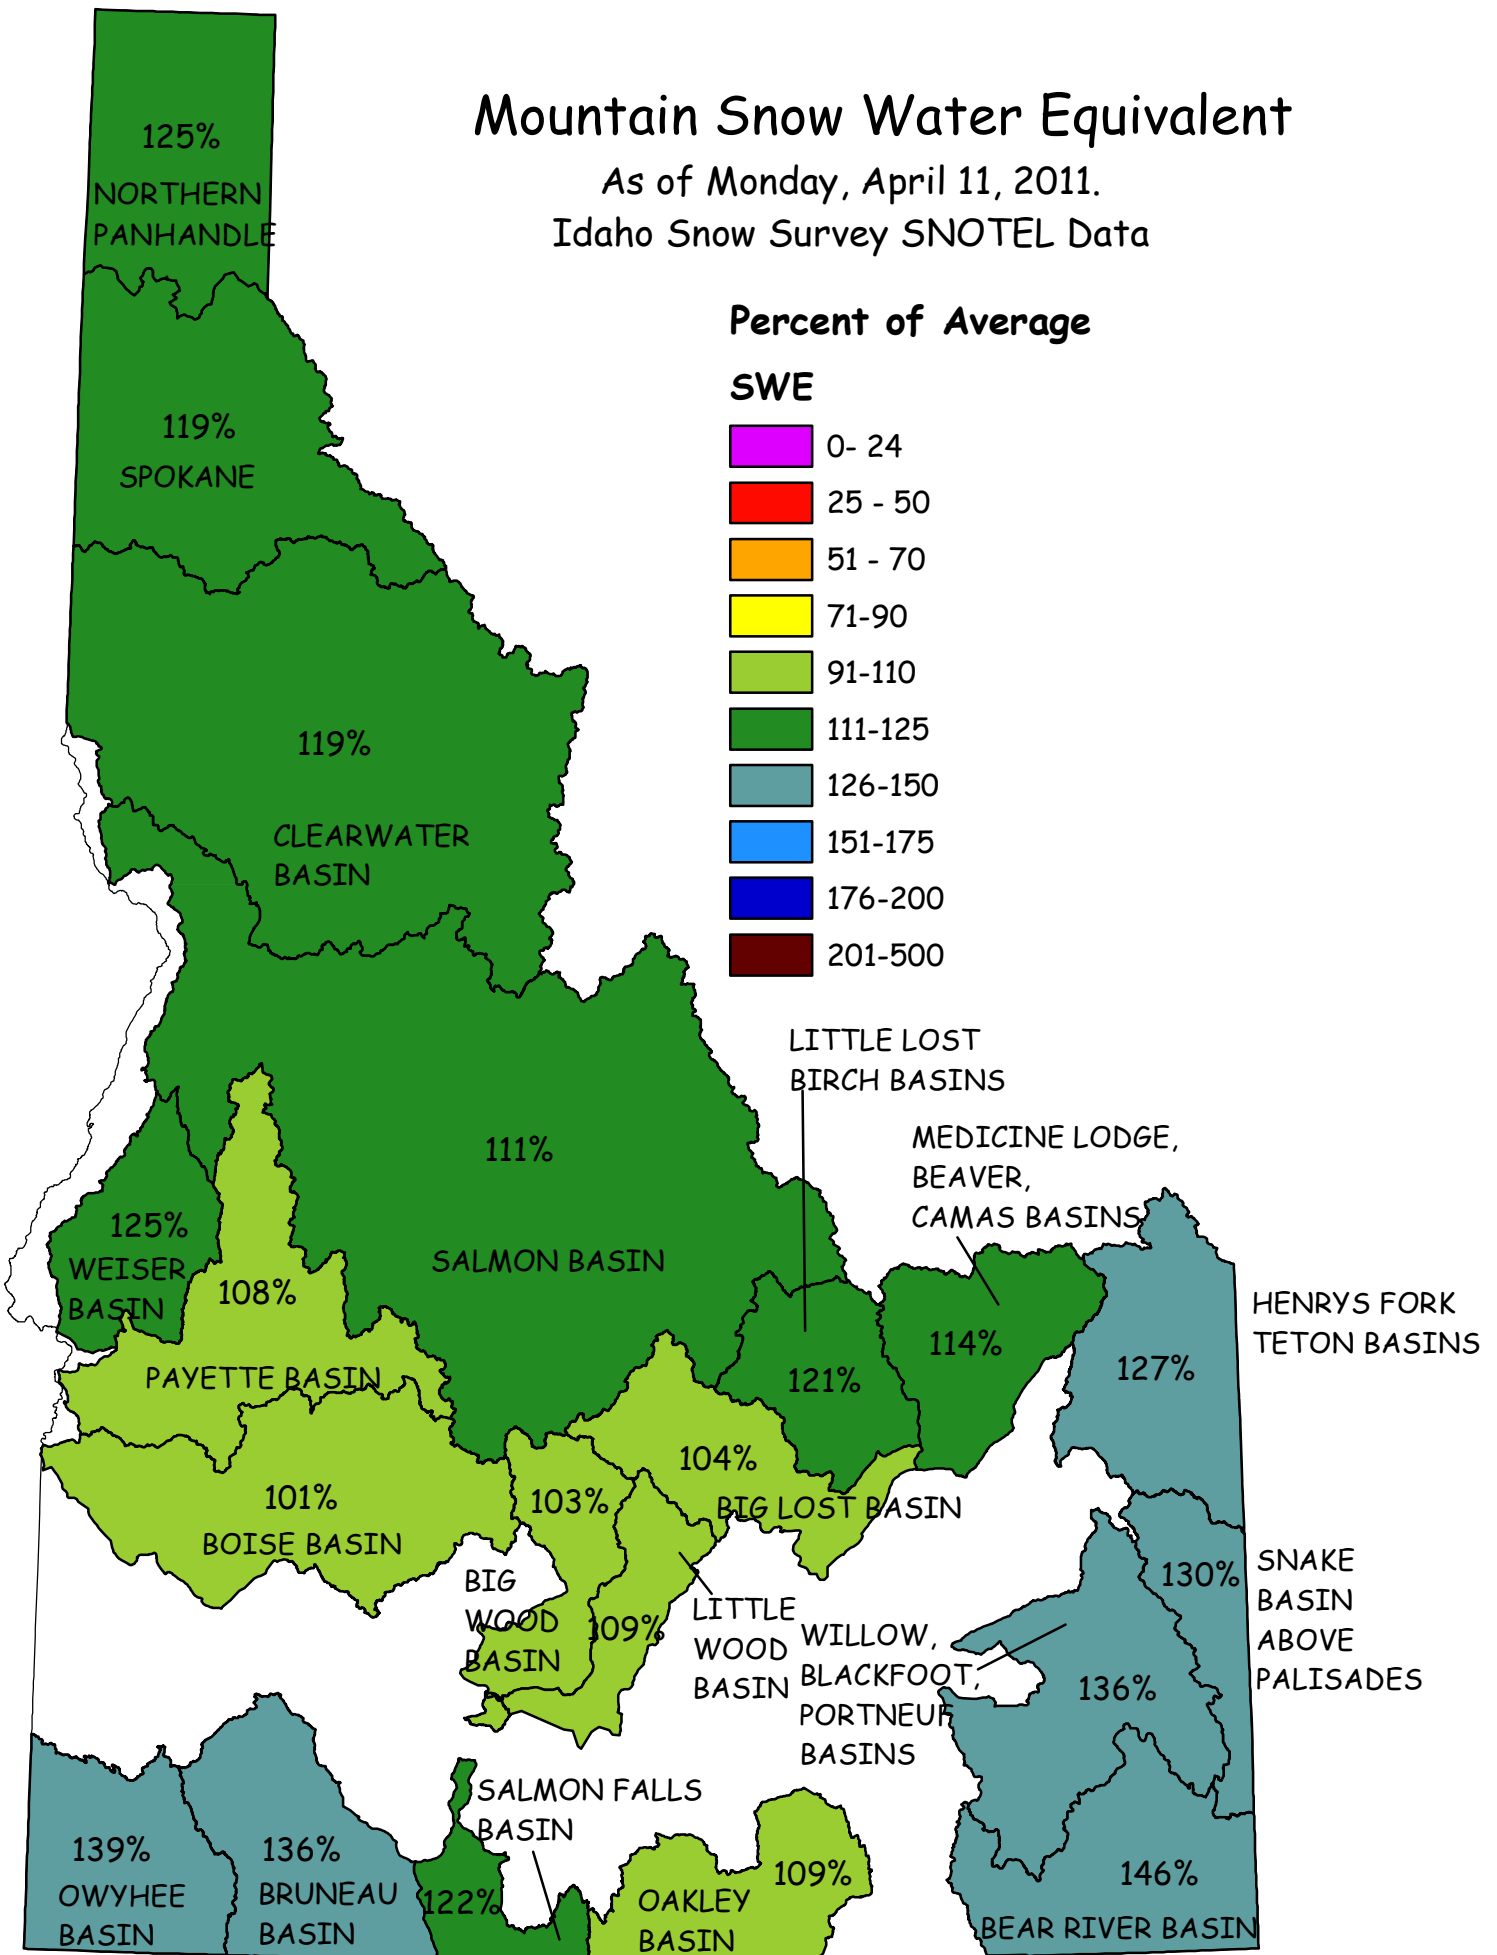 Mountain Snow Water Equivalent
As of Monday, April 11, 2011.
Idaho Snow Survey SNOTEL Data
Percent of Average
SWE
0- 24
25 - 50
51 - 70
71-90
91-110
111-125
126-150
151-175
176-200
201-500
125%
NORTHERN
PANHANDLE
119%
SPOKANE
119%
CLEARWATER
BASIN
111%
SALMON BASIN
LITTLE LOST
BIRCH BASINS
121%
MEDICINE LODGE,
BEAVER,
CAMAS BASINS
114%
125%
WEISER
BASIN
108%
PAYETTE BASIN
HENRYS FORK
TETON BASINS
127%
101%
BOISE BASIN
103%
BIG
WOOD
BASIN
104%
BIG LOST BASIN
109%
LITTLE
WOOD
BASIN
130%
SNAKE
BASIN
ABOVE
PALISADES
WILLOW,
BLACKFOOT,
PORTNEUF
BASINS
136%
139%
OWYHEE
BASIN
136%
BRUNEAU
BASIN
SALMON FALLS
BASIN
122%
109%
OAKLEY
BASIN
146%
BEAR RIVER BASIN